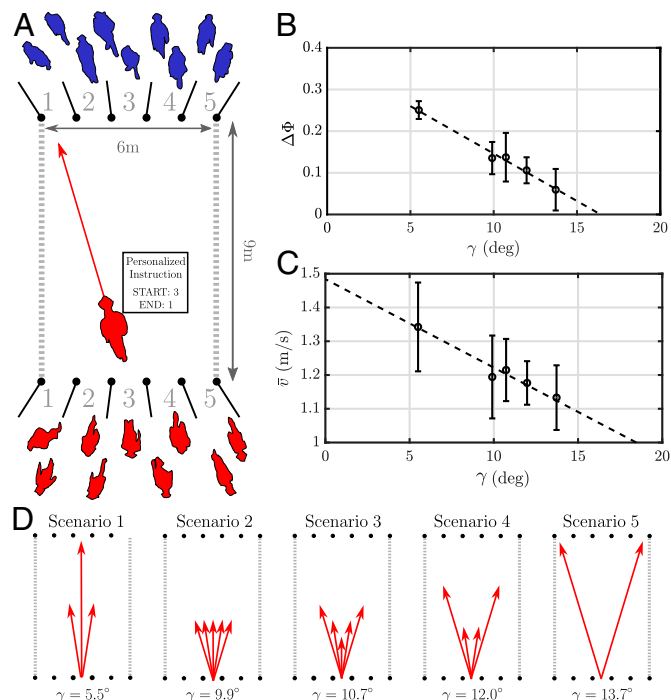 A
1 2 3 4 5
6m
9m
Personalized
Instruction
START: 3
END: 1
1 2 3 4 5
B
0.4
0.3
0.2
0.1
0
ΔΦ
0 5 10 15 20
γ (deg)
C
1.5
1.4
1.3
1.2
1.1
1
v̄ (m/s)
0 5 10 15 20
γ (deg)
D
Scenario 1 Scenario 2 Scenario 3 Scenario 4 Scenario 5
γ = 5.5° γ = 9.9° γ = 10.7° γ = 12.0° γ = 13.7°